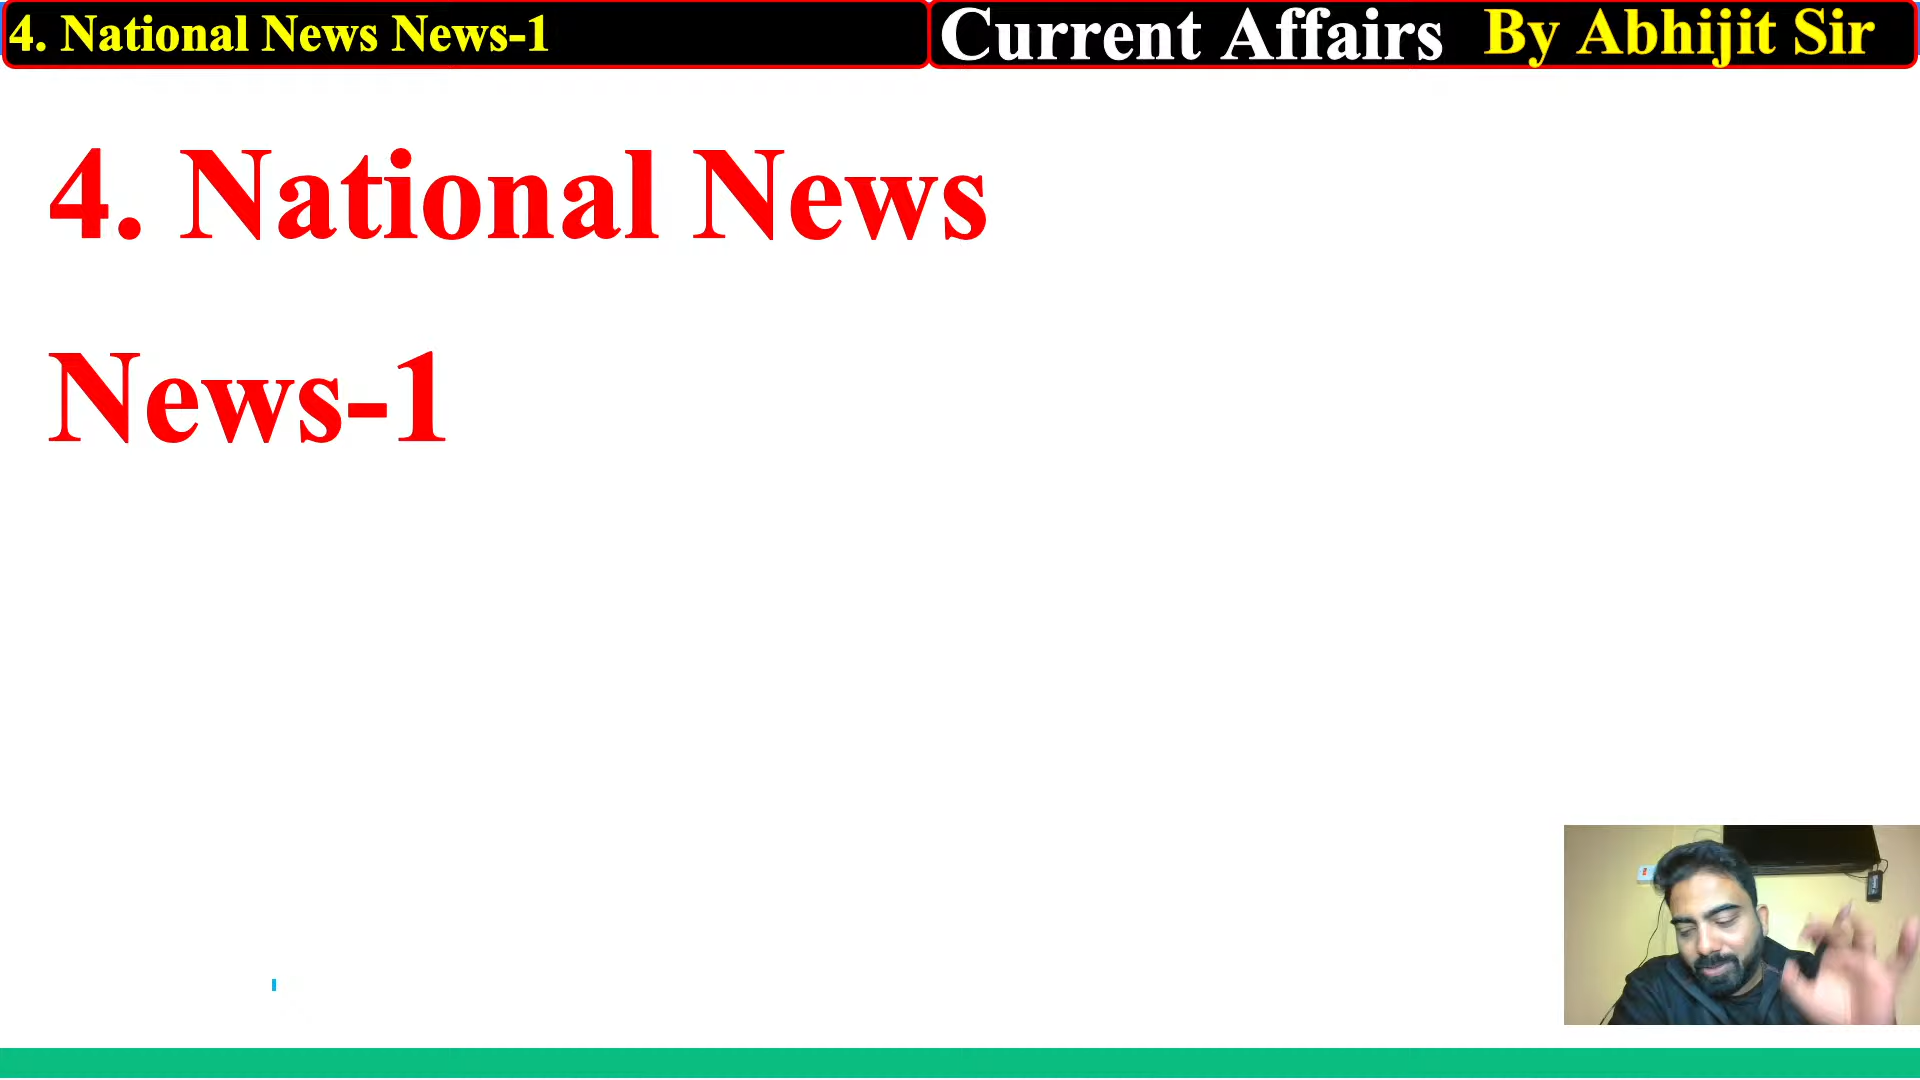 4. National News News-1
Current Affairs By Abhijit Sir
4. National News
News-1